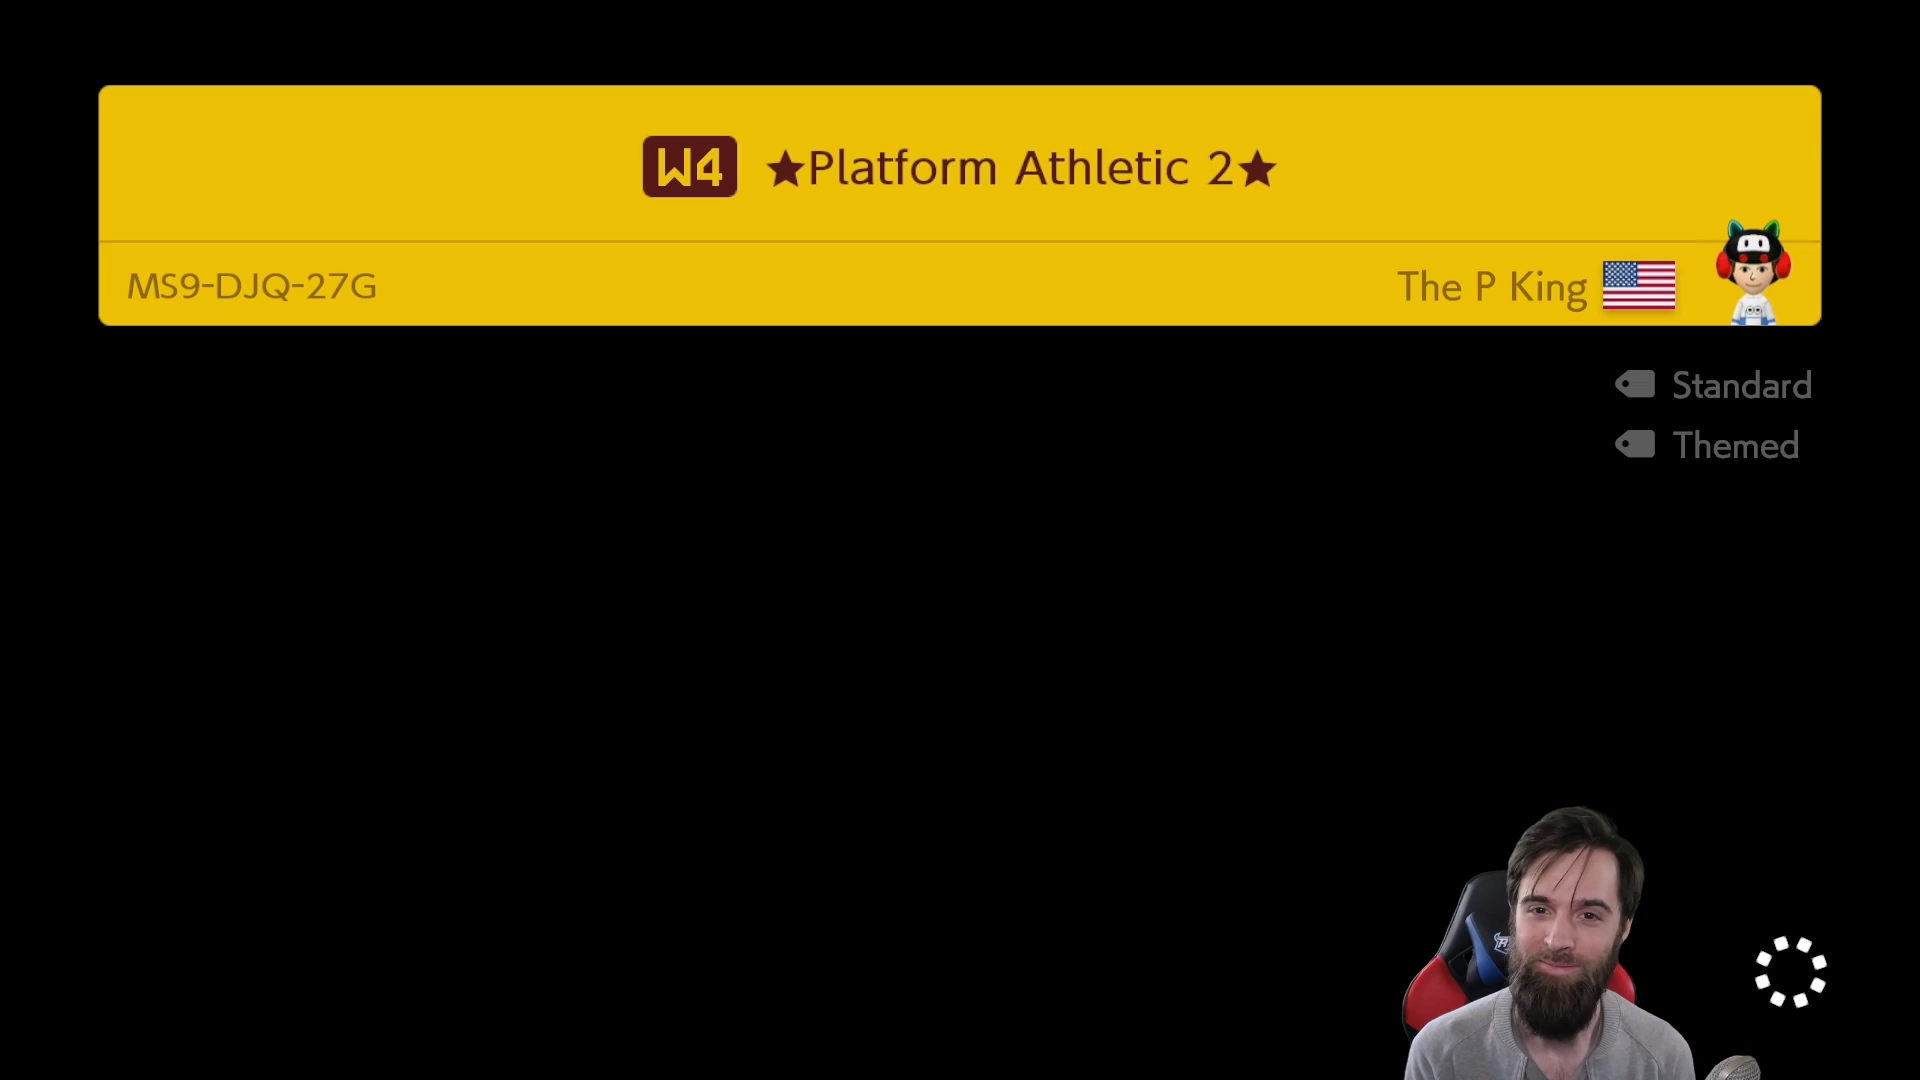 W4 ★Platform Athletic 2★
MS9-DJQ-27G
The P King
Standard
Themed